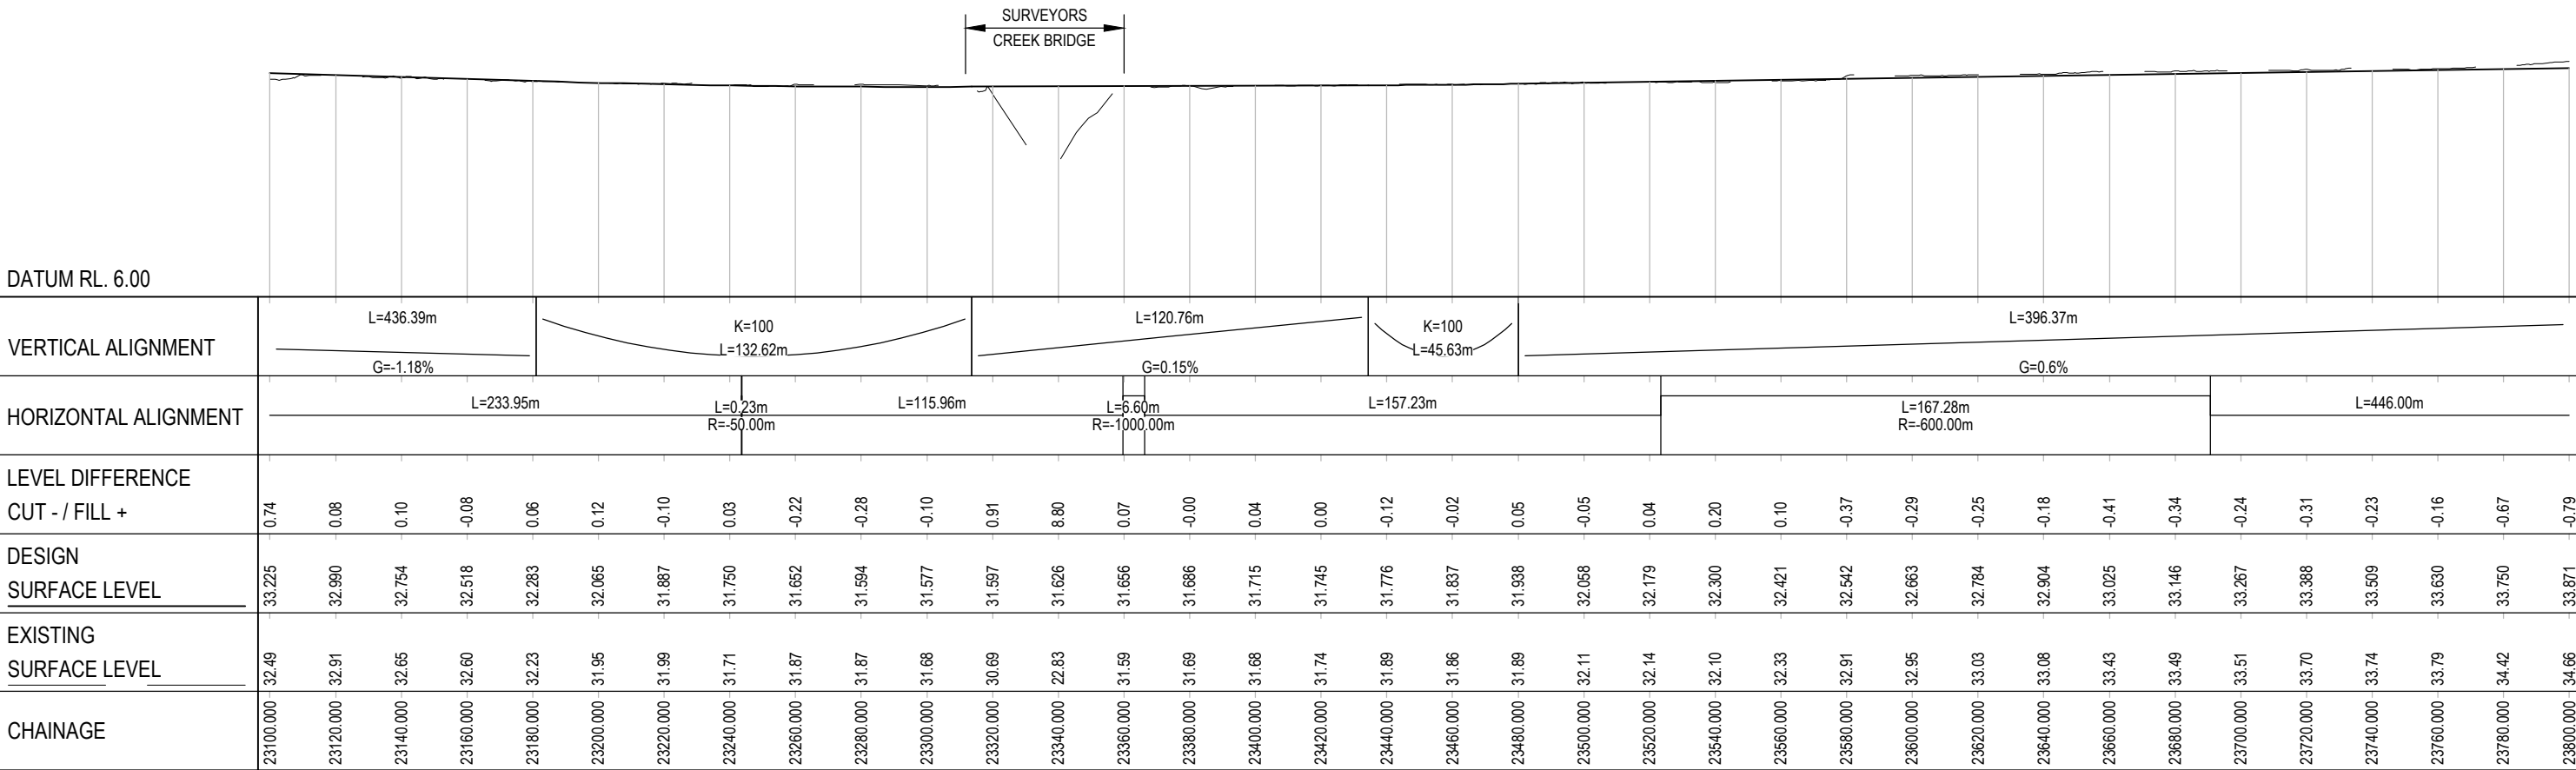 SURVEYORS
CREEK BRIDGE
DATUM RL. 6.00
VERTICAL ALIGNMENT
L=436.39m
G=-1.18%
K=100
L=132.62m
L=120.76m
G=0.15%
K=100
L=45.63m
L=396.37m
G=0.6%
HORIZONTAL ALIGNMENT
L=233.95m
L=0.23m
R=-50.00m
L=115.96m
L=6.60m
R=-1000.00m
L=157.23m
L=167.28m
R=-600.00m
L=446.00m
LEVEL DIFFERENCE
CUT - / FILL +
0.74 0.08 0.10 -0.08 0.06 0.12 -0.10 0.03 -0.22 -0.28 -0.10 0.91 8.80 0.07 -0.00 0.04 0.00 -0.12 -0.02 0.05 -0.05 0.04 0.20 0.10 -0.37 -0.29 -0.25 -0.18 -0.41 -0.34 -0.24 -0.31 -0.23 -0.16 -0.67 -0.79
DESIGN
SURFACE LEVEL
33.225 32.990 32.754 32.518 32.283 32.065 31.887 31.750 31.652 31.594 31.577 31.597 31.626 31.656 31.686 31.715 31.745 31.776 31.837 31.938 32.058 32.179 32.300 32.421 32.542 32.663 32.784 32.904 33.025 33.146 33.267 33.388 33.509 33.630 33.750 33.871
EXISTING
SURFACE LEVEL
32.49 32.91 32.65 32.60 32.23 31.95 31.99 31.71 31.87 31.87 31.68 30.69 22.83 31.59 31.69 31.68 31.74 31.89 31.86 31.89 32.11 32.14 32.10 32.33 32.91 32.95 33.03 33.08 33.43 33.49 33.51 33.70 33.74 33.79 34.42 34.66
CHAINAGE
23100.000 23120.000 23140.000 23160.000 23180.000 23200.000 23220.000 23240.000 23260.000 23280.000 23300.000 23320.000 23340.000 23360.000 23380.000 23400.000 23420.000 23440.000 23460.000 23480.000 23500.000 23520.000 23540.000 23560.000 23580.000 23600.000 23620.000 23640.000 23660.000 23680.000 23700.000 23720.000 23740.000 23760.000 23780.000 23800.000